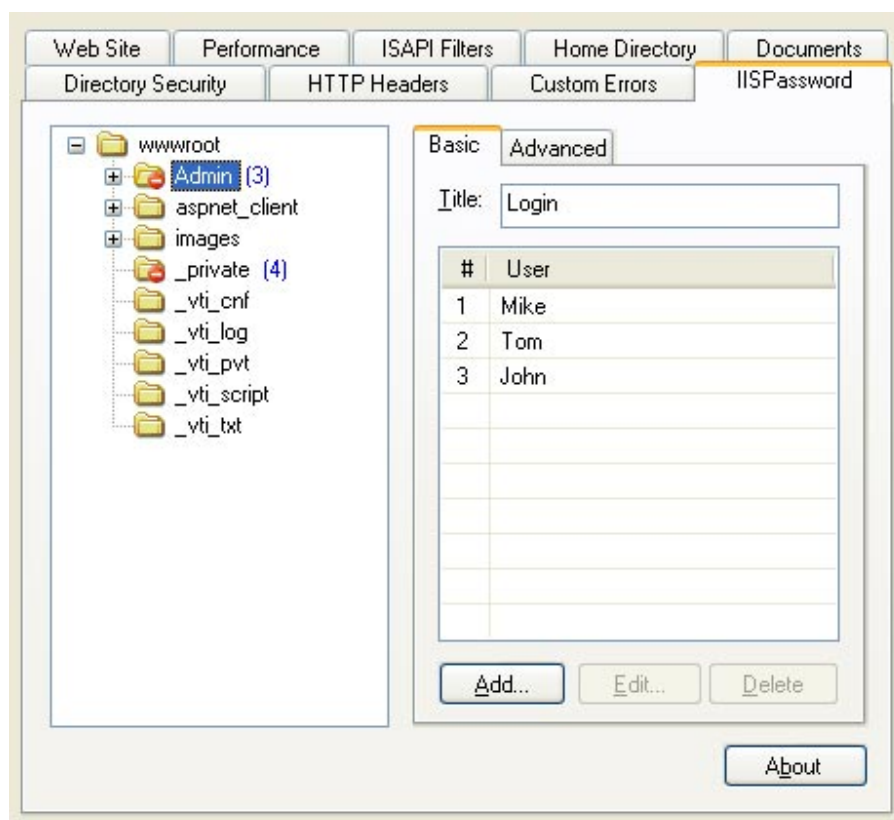 Web Site Performance ISAPI Filters Home Directory Documents
Directory Security HTTP Headers Custom Errors IISPassword
wwwroot
Admin (3)
aspnet_client
images
_private (4)
_vti_cnf
_vti_log
_vti_pvt
_vti_script
_vti_txt
Basic Advanced
Title: Login
# User
1 Mike
2 Tom
3 John
Add... Edit... Delete
About